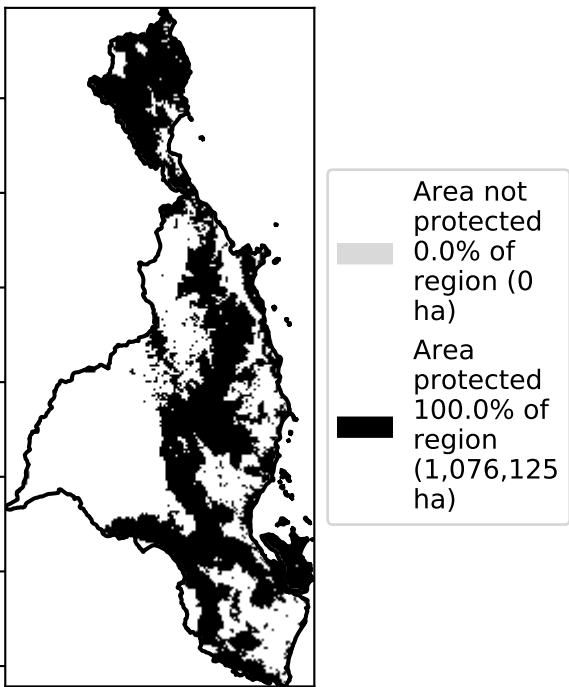 Area not
protected
0.0% of
region (0
ha)
Area
protected
100.0% of
region
(1,076,125
ha)